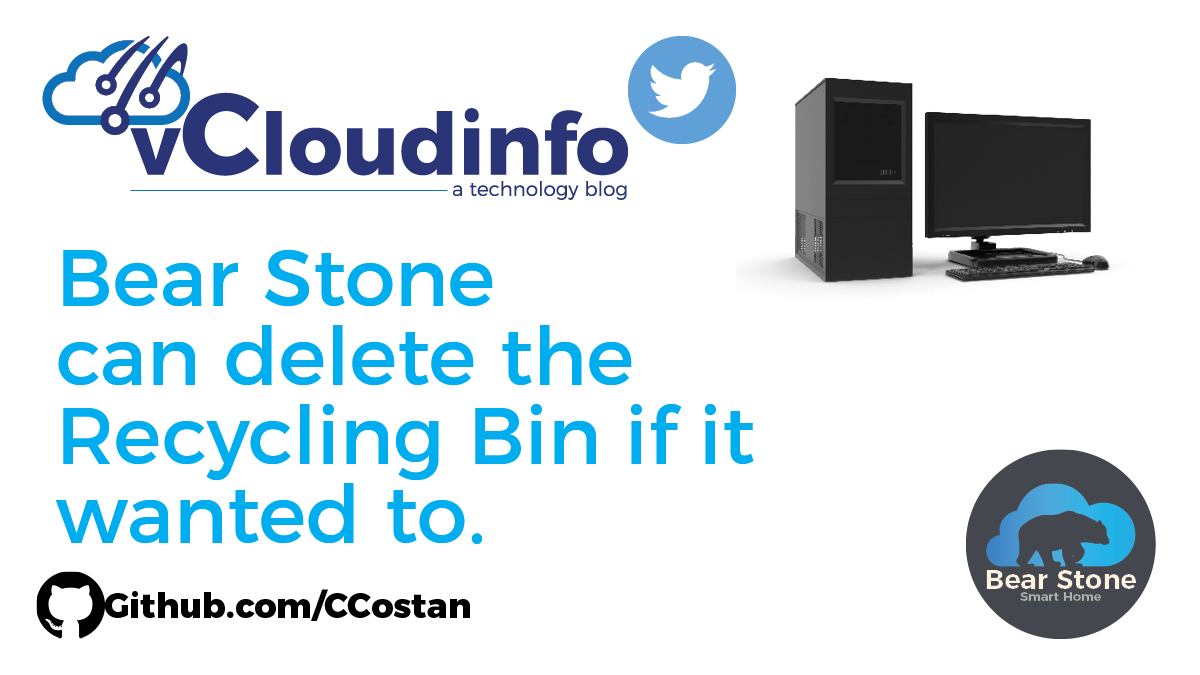 vCloudinfo
a technology blog
Bear Stone
can delete the
Recycling Bin if it
wanted to.
Github.com/CCostan
Bear Stone
Smart Home